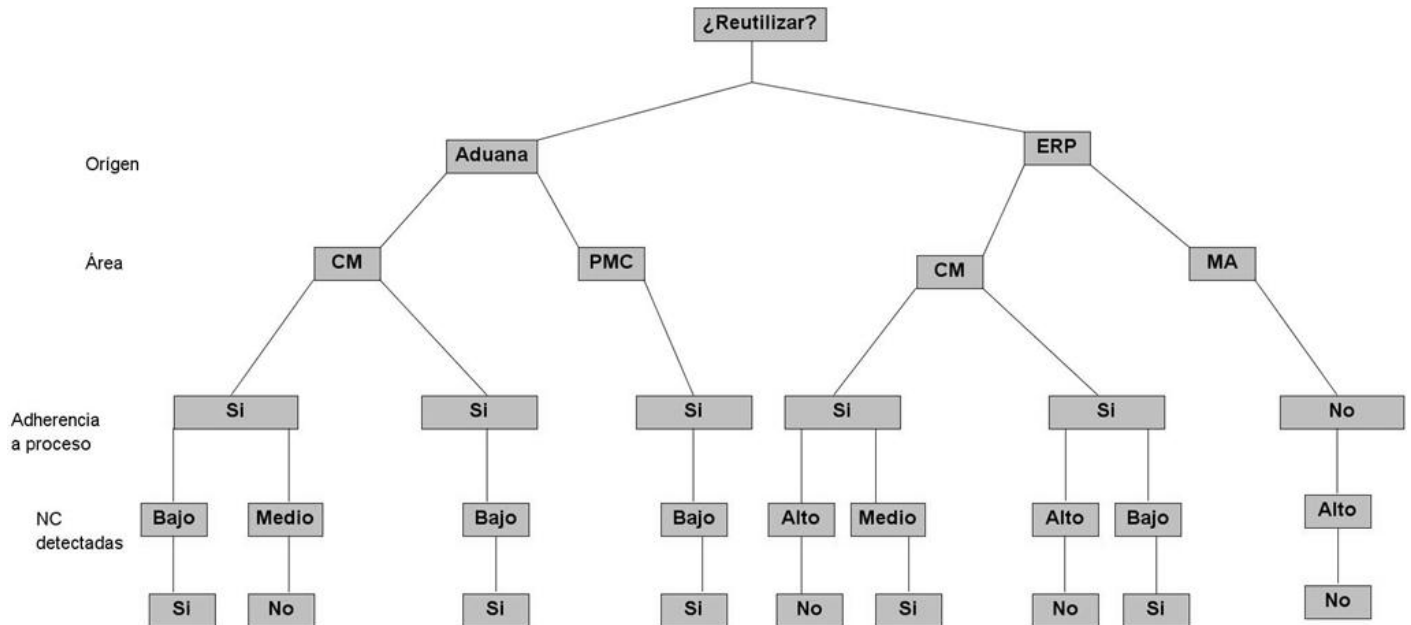 ¿Reutilizar?
Orígen
Aduana
ERP
Área
CM
PMC
CM
MA
Adherencia
a proceso
Si
Si
Si
Si
Si
No
NC
detectadas
Bajo
Medio
Bajo
Bajo
Alto
Medio
Alto
Bajo
Alto
Si
No
Si
Si
No
Si
No
Si
No